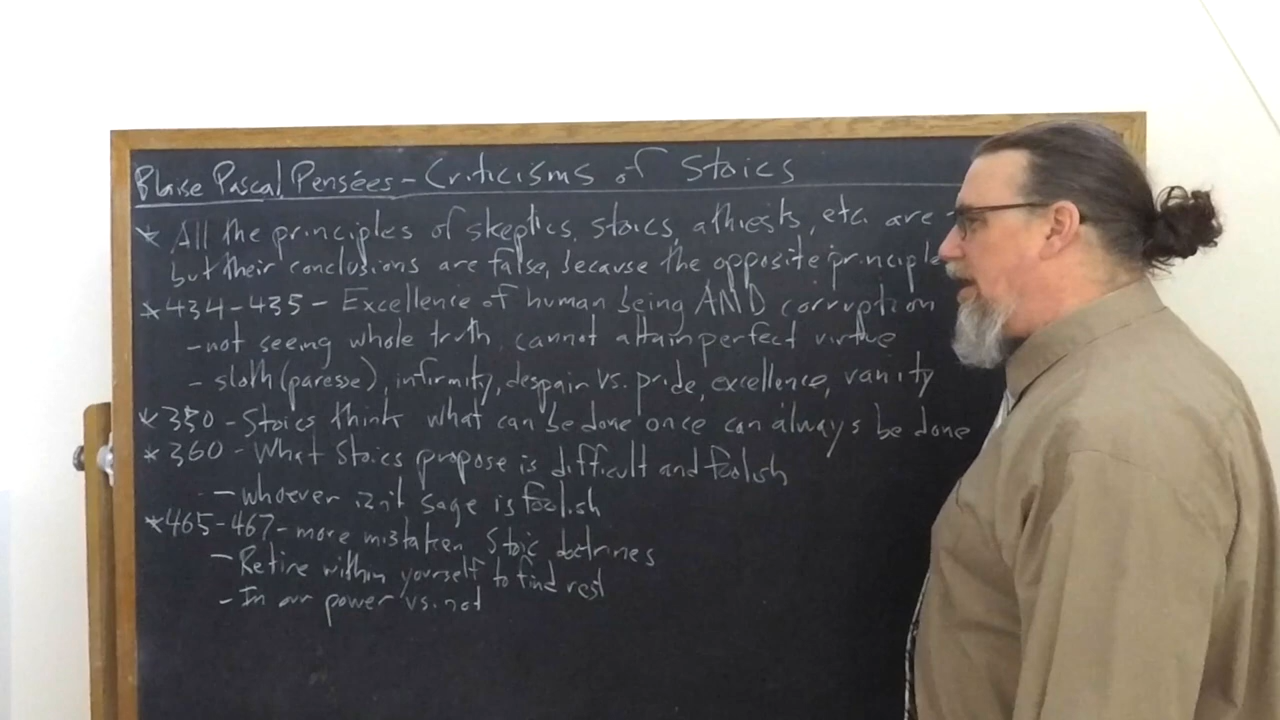 Blaise Pascal Pensées - Criticisms of Stoics
* All the principles of skeptics, stoics, athiests, etc. are
but their conclusions are false, because the opposite principle
* 434-435 - Excellence of human being AND corruption
- not seeing whole truth, cannot attain perfect virtue
- sloth (paresse), infirmity, despair vs. pride, excellence, vanity
* 350 - Stoics think what can be done once can always be done
* 360 - What Stoics propose is difficult and foolish
- whoever isn't sage is foolish
* 465-467 - more mistaken Stoic doctrines
- Retire within yourself to find rest
- In our power vs. not